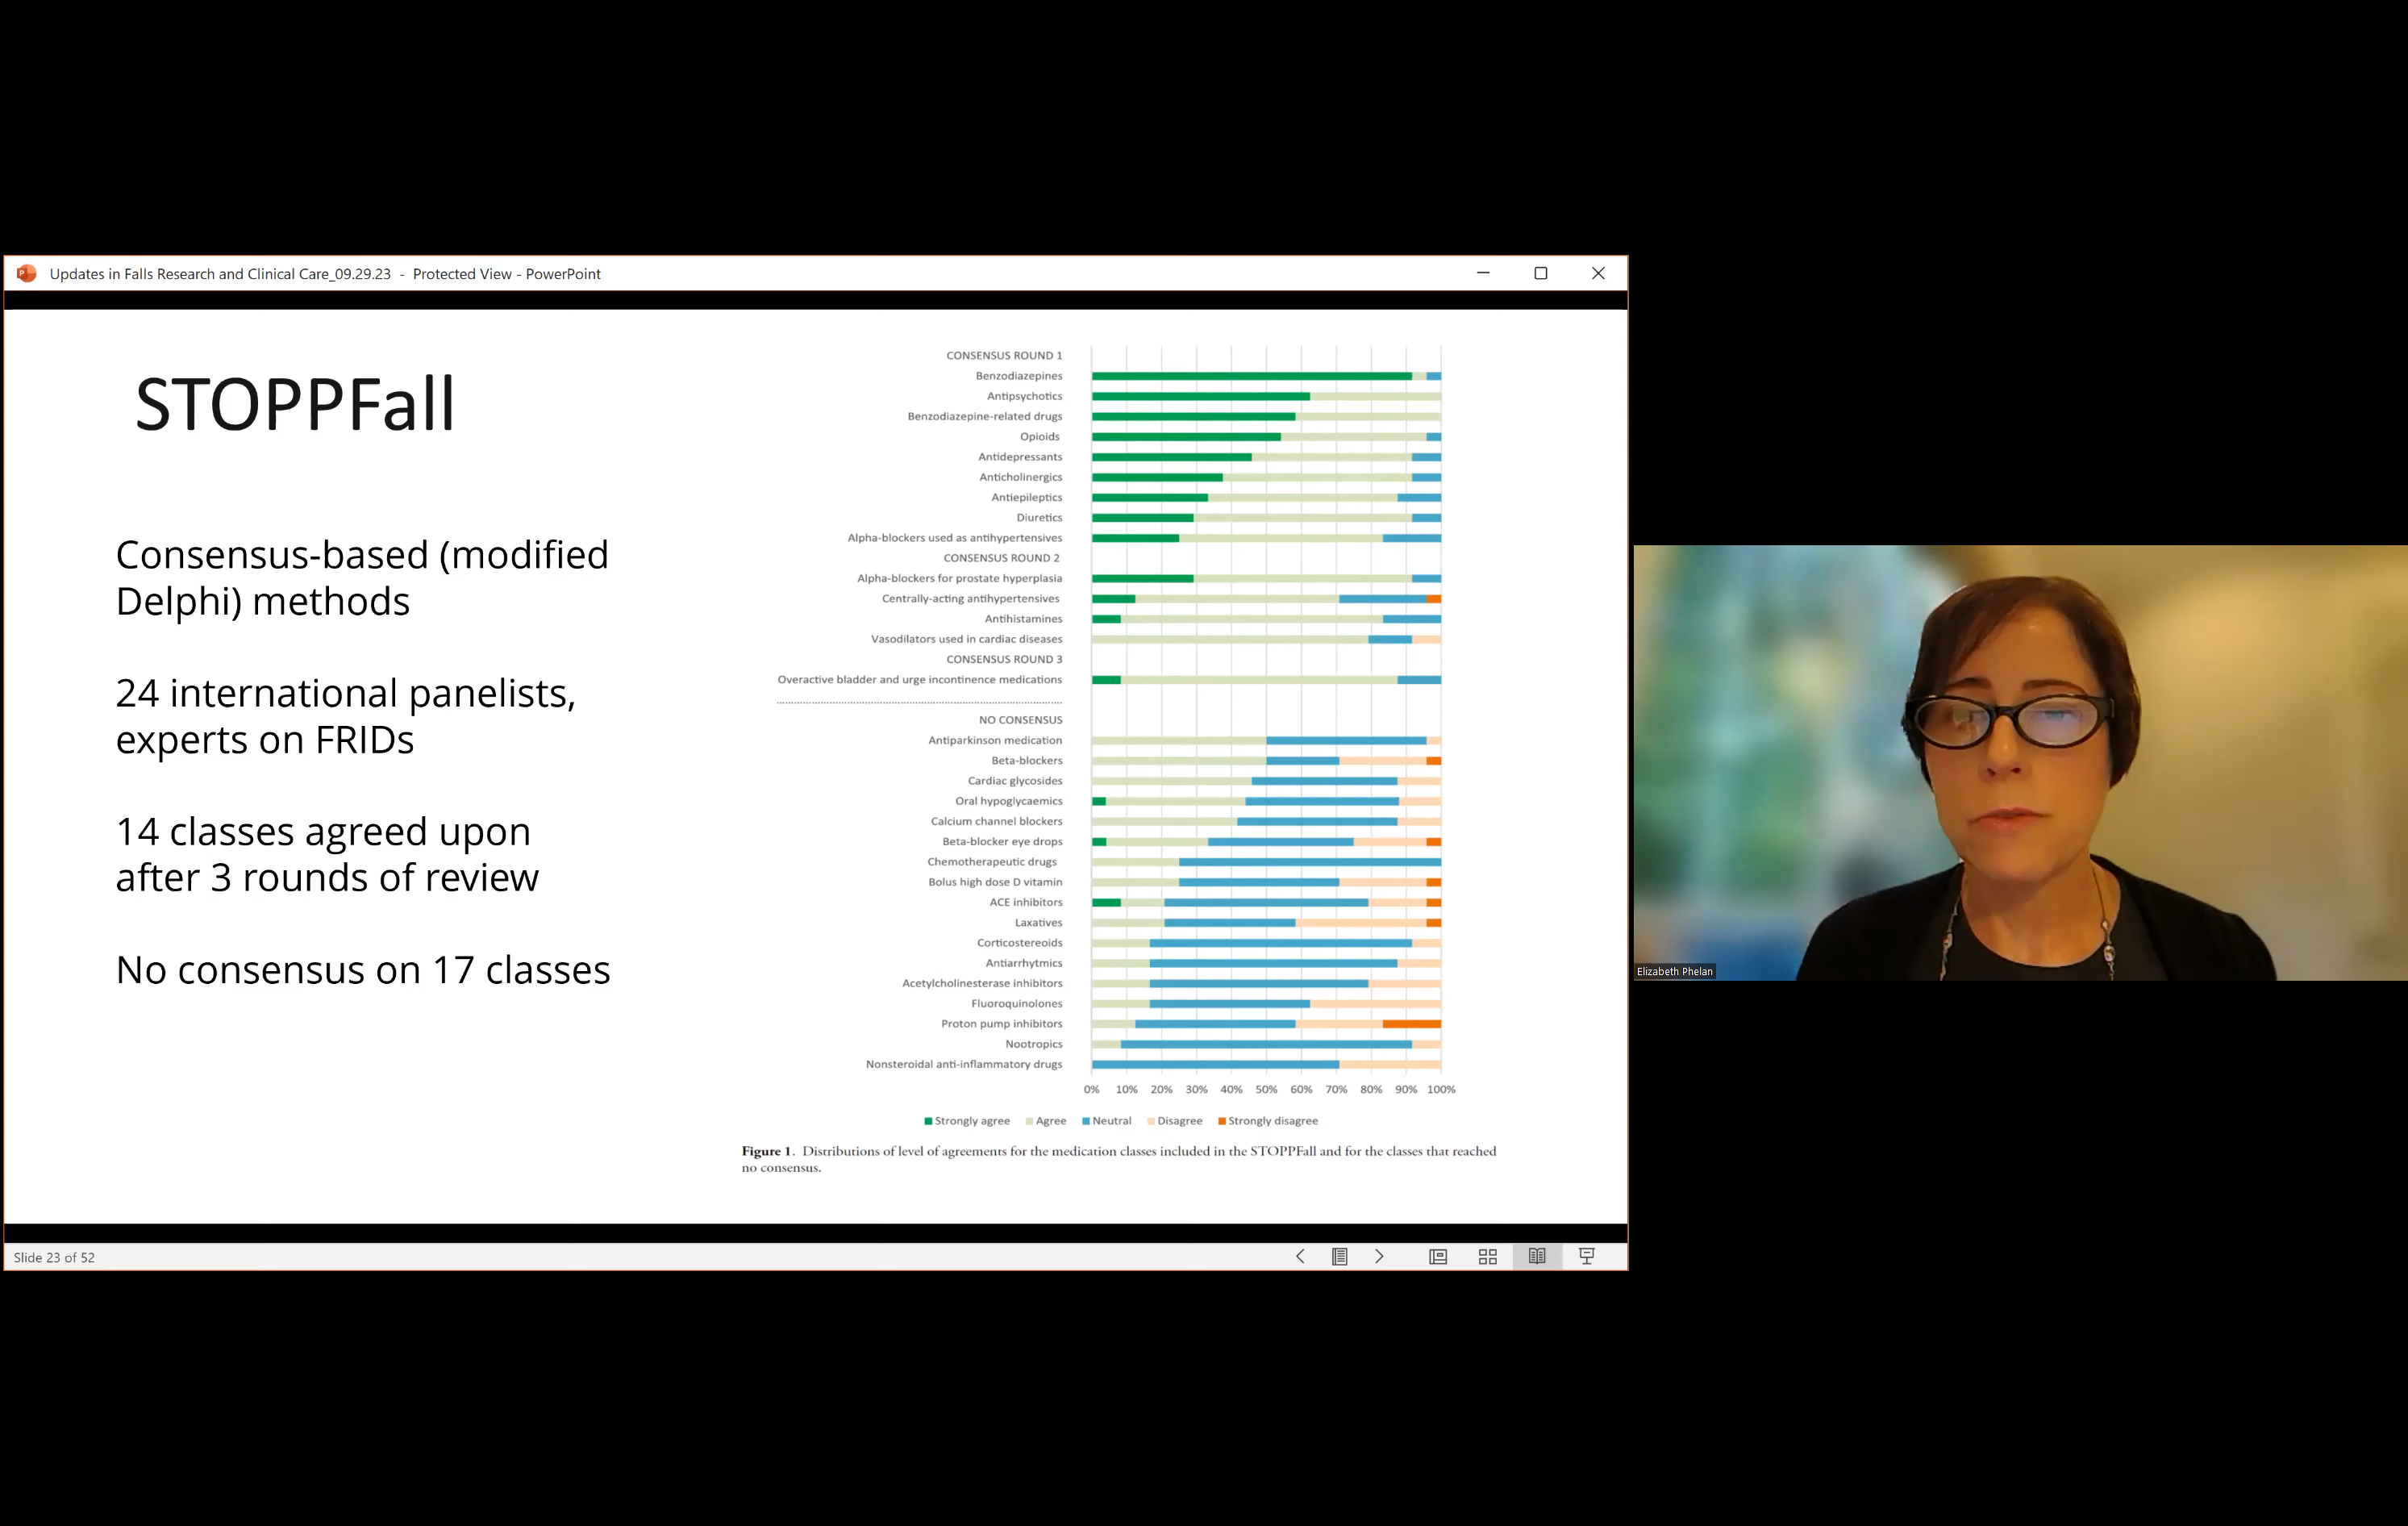 Updates in Falls Research and Clinical Care_09.29.23 - Protected View - PowerPoint
STOPPFall
Consensus-based (modified
Delphi) methods
24 international panelists,
experts on FRIDs
14 classes agreed upon
after 3 rounds of review
No consensus on 17 classes
CONSENSUS ROUND 1
Benzodiazepines
Antipsychotics
Benzodiazepine-related drugs
Opioids
Antidepressants
Anticholinergics
Antiepileptics
Diuretics
Alpha-blockers used as antihypertensives
CONSENSUS ROUND 2
Alpha-blockers for prostate hyperplasia
Centrally-acting antihypertensives
Antihistamines
Vasodilators used in cardiac diseases
CONSENSUS ROUND 3
Overactive bladder and urge incontinence medications
NO CONSENSUS
Antiparkinson medication
Beta-blockers
Cardiac glycosides
Oral hypoglycaemics
Calcium channel blockers
Beta-blocker eye drops
Chemotherapeutic drugs
Bolus high dose D vitamin
ACE inhibitors
Laxatives
Corticostereoids
Antiarrytmics
Acetylcholinesterase inhibitors
Fluoroquinolones
Proton pump inhibitors
Nootropics
Nonsteroidal anti-inflammatory drugs
0% 10% 20% 30% 40% 50% 60% 70% 80% 90% 100%
Strongly agree Agree Neutral Disagree Strongly disagree
Figure 1. Distributions of level of agreements for the medication classes included in the STOPPFall and for the classes that reached
no consensus.
Elizabeth Phelan
Slide 23 of 52